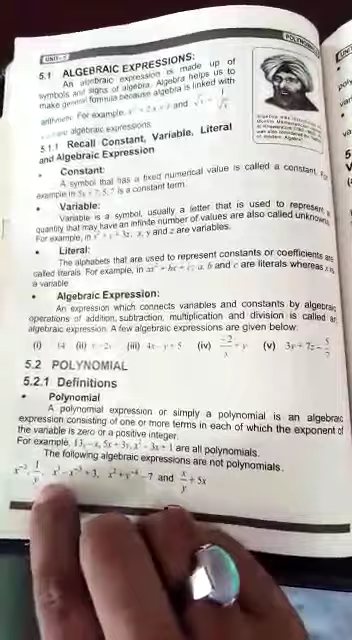 UNIT - 5
POLYNOMI
5.1 ALGEBRAIC EXPRESSIONS:
An algebraic expression is made up of
symbols and signs of algebra. Algebra helps us to
make general formula because algebra is linked with
arithmetic. For example,
algebraic expressions.
5.1.1 Recall Constant, Variable, Literal
and Algebraic Expression
• Constant:
A symbol that has a fixed numerical value is called a constant. For
example in 5x + 7; 5, 7 is a constant term.
• Variable:
Variable is a symbol, usually a letter that is used to represent a
quantity that may have an infinite number of values are also called unknowns.
For example, in x² + y + 3z; x, y and z are variables.
• Literal:
The alphabets that are used to represent constants or coefficients are
called literals. For example, in ax² + bx + c; a, b and c are literals whereas x is
a variable
• Algebraic Expression:
An expression which connects variables and constants by algebraic
operations of addition, subtraction, multiplication and division is called an
algebraic expression. A few algebraic expressions are given below:
(i) 14 (ii) x − 2x (iii) 4x − y + 5 (iv) (v)
5.2 POLYNOMIAL
5.2.1 Definitions
• Polynomial
A polynomial expression or simply a polynomial is an algebraic
expression consisting of one or more terms in each of which the exponent of
the variable is zero or a positive integer.
For example, 13, −x, 5x + 3y, x² − 3x + 1 are all polynomials.
The following algebraic expressions are not polynomials.
and x/y + 5x